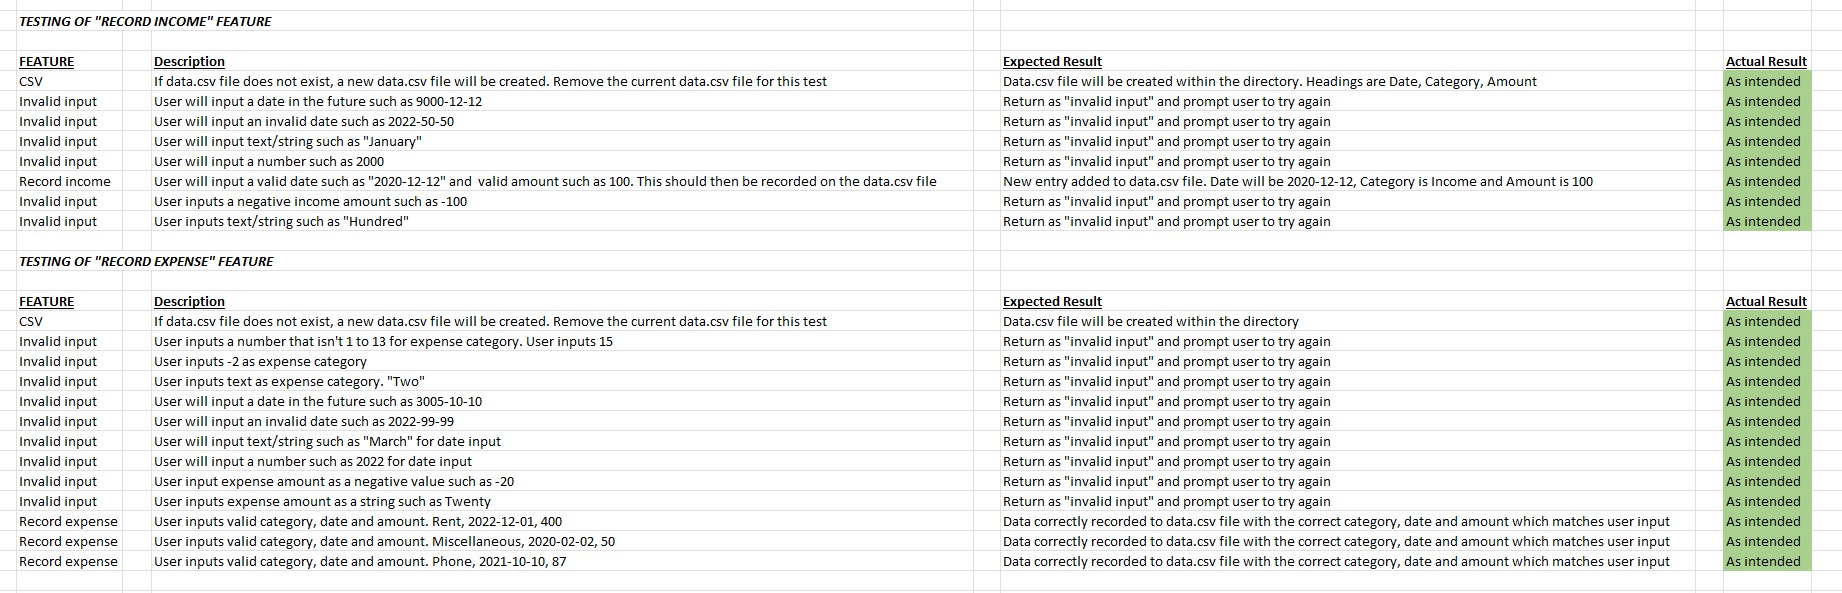 TESTING OF "RECORD INCOME" FEATURE
FEATURE Description Expected Result Actual Result
CSV If data.csv file does not exist, a new data.csv file will be created. Remove the current data.csv file for this test Data.csv file will be created within the directory. Headings are Date, Category, Amount As intended
Invalid input User will input a date in the future such as 9000-12-12 Return as "invalid input" and prompt user to try again As intended
Invalid input User will input an invalid date such as 2022-50-50 Return as "invalid input" and prompt user to try again As intended
Invalid input User will input text/string such as "January" Return as "invalid input" and prompt user to try again As intended
Invalid input User will input a number such as 2000 Return as "invalid input" and prompt user to try again As intended
Record income User will input a valid date such as "2020-12-12" and  valid amount such as 100. This should then be recorded on the data.csv file New entry added to data.csv file. Date will be 2020-12-12, Category is Income and Amount is 100 As intended
Invalid input User inputs a negative income amount such as -100 Return as "invalid input" and prompt user to try again As intended
Invalid input User inputs text/string such as "Hundred" Return as "invalid input" and prompt user to try again As intended
TESTING OF "RECORD EXPENSE" FEATURE
FEATURE Description Expected Result Actual Result
CSV If data.csv file does not exist, a new data.csv file will be created. Remove the current data.csv file for this test Data.csv file will be created within the directory As intended
Invalid input User inputs a number that isn't 1 to 13 for expense category. User inputs 15 Return as "invalid input" and prompt user to try again As intended
Invalid input User inputs -2 as expense category Return as "invalid input" and prompt user to try again As intended
Invalid input User inputs text as expense category. "Two" Return as "invalid input" and prompt user to try again As intended
Invalid input User will input a date in the future such as 3005-10-10 Return as "invalid input" and prompt user to try again As intended
Invalid input User will input an invalid date such as 2022-99-99 Return as "invalid input" and prompt user to try again As intended
Invalid input User will input text/string such as "March" for date input Return as "invalid input" and prompt user to try again As intended
Invalid input User will input a number such as 2022 for date input Return as "invalid input" and prompt user to try again As intended
Invalid input User input expense amount as a negative value such as -20 Return as "invalid input" and prompt user to try again As intended
Invalid input User inputs expense amount as a string such as Twenty Return as "invalid input" and prompt user to try again As intended
Record expense User inputs valid category, date and amount. Rent, 2022-12-01, 400 Data correctly recorded to data.csv file with the correct category, date and amount which matches user input As intended
Record expense User inputs valid category, date and amount. Miscellaneous, 2020-02-02, 50 Data correctly recorded to data.csv file with the correct category, date and amount which matches user input As intended
Record expense User inputs valid category, date and amount. Phone, 2021-10-10, 87 Data correctly recorded to data.csv file with the correct category, date and amount which matches user input As intended